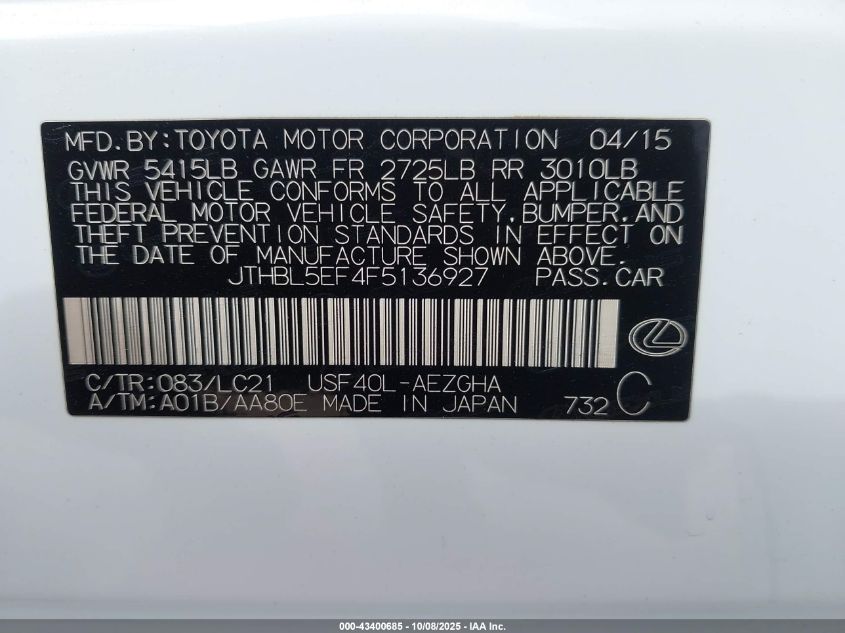 MFD.BY:TOYOTA MOTOR CORPORATION 04/15
GVWR 5415LB GAWR FR 2725LB RR 3010LB
THIS VEHICLE CONFORMS TO ALL APPLICABLE
FEDERAL MOTOR VEHICLE SAFETY,BUMPER,AND
THEFT PREVENTION STANDARDS IN EFFECT ON
THE DATE OF MANUFACTURE SHOWN ABOVE.
JTHBL5EF4F5136927 PASS.CAR
C/TR:083/LC21 USF40L-AEZGHA
A/TM:A01B/AA80E MADE IN JAPAN 732 C
000-43400685 - 10/08/2025 - IAA Inc.